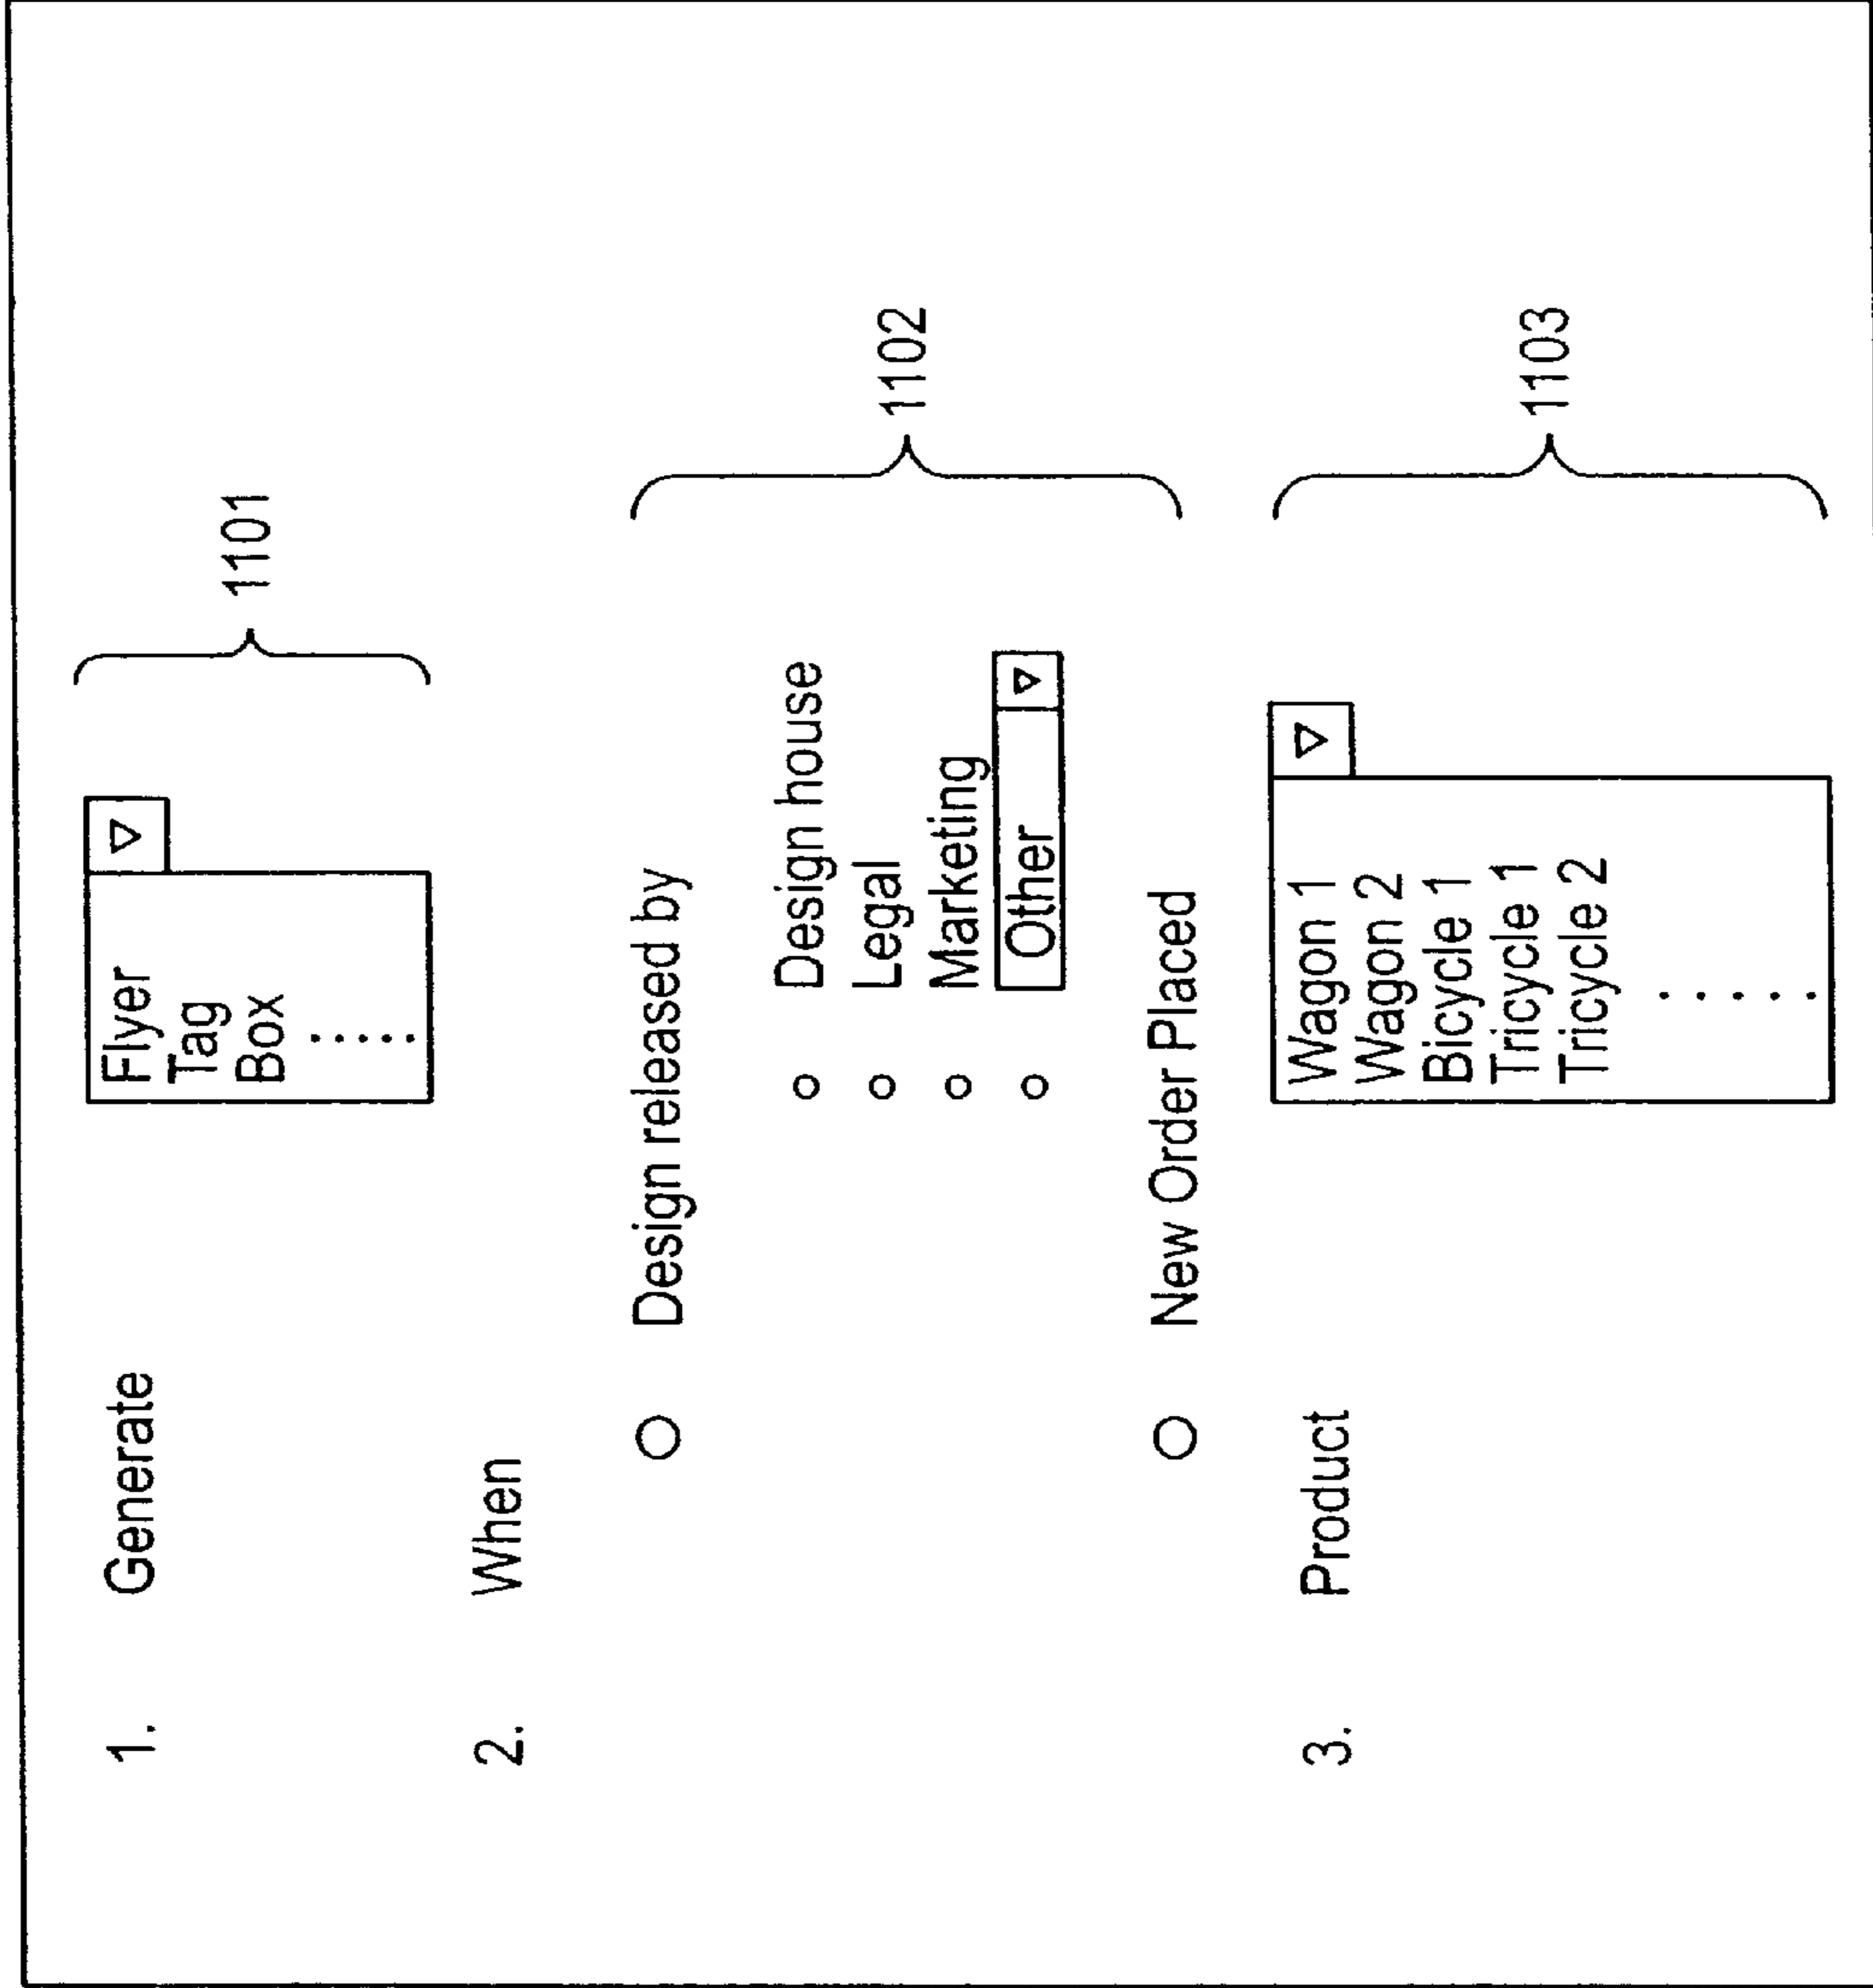 1. Generate
Flyer
Tag
Box
.....
1101
2. When
Design released by
Design house
Legal
Marketing
Other
1102
New Order Placed
3. Product
Wagon 1
Wagon 2
Bicycle 1
Tricycle 1
Tricycle 2
.....
1103